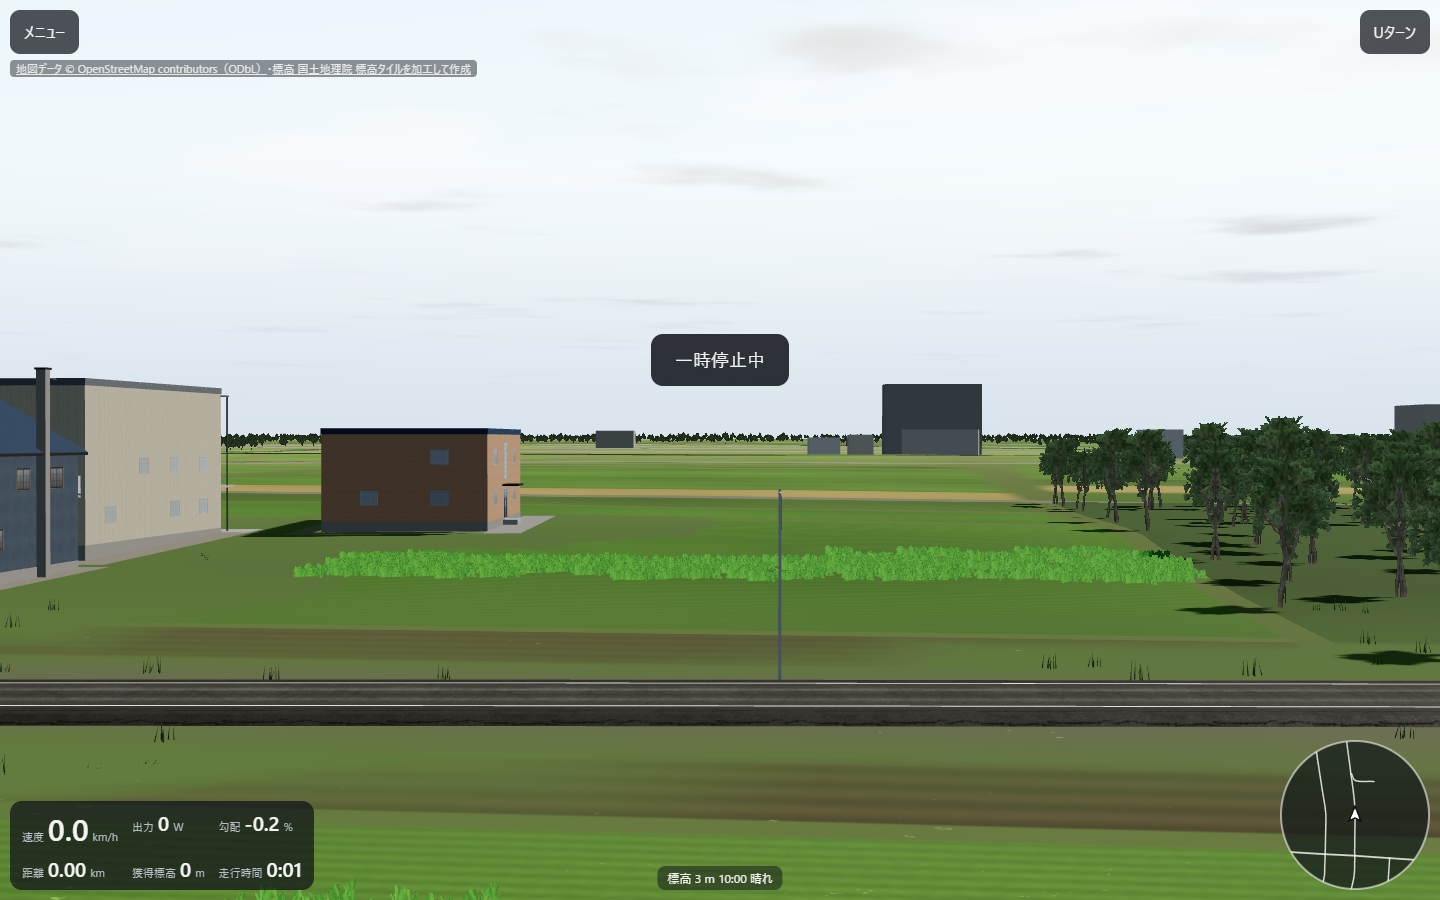 メニュー
Uターン
地図データ © OpenStreetMap contributors（ODbL）・標高 国土地理院 標高タイルを加工して作成
一時停止中
速度 0.0 km/h 出力 0 W 勾配 -0.2 %
距離 0.00 km 獲得標高 0 m 走行時間 0:01
標高 3 m 10:00 晴れ